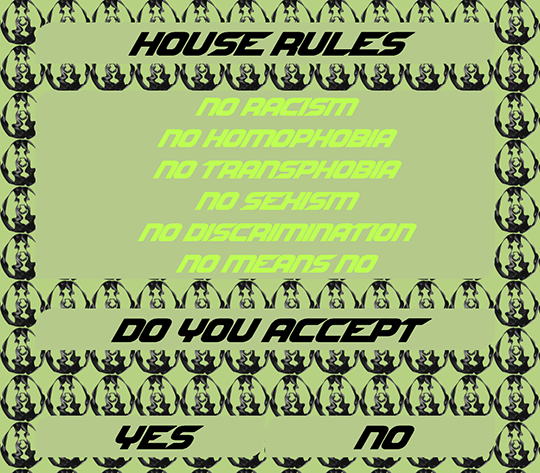 HOUSE RULES
NO RACISM
NO HOMOPHOBIA
NO TRANSPHOBIA
NO SEXISM
NO DISCRIMINATION
NO MEANS NO
DO YOU ACCEPT
YES NO